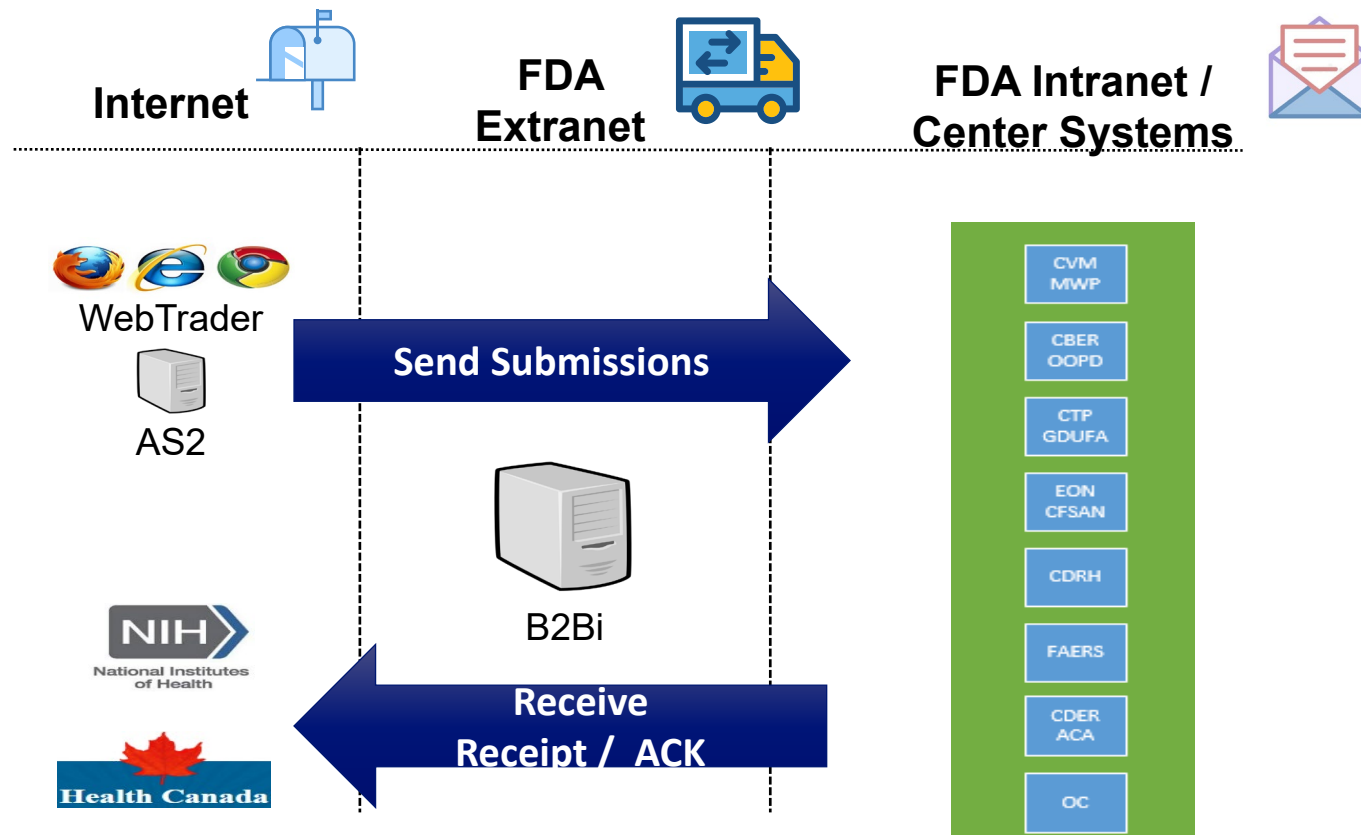 Internet
FDA
Extranet
FDA Intranet /
Center Systems
WebTrader
AS2
Send Submissions
B2Bi
NIH
National Institutes
of Health
Health Canada
Receive
Receipt / ACK
CVM
MWP
CBER
OOPD
CTP
GDUFA
EON
CFSAN
CDRH
FAERS
CDER
ACA
OC